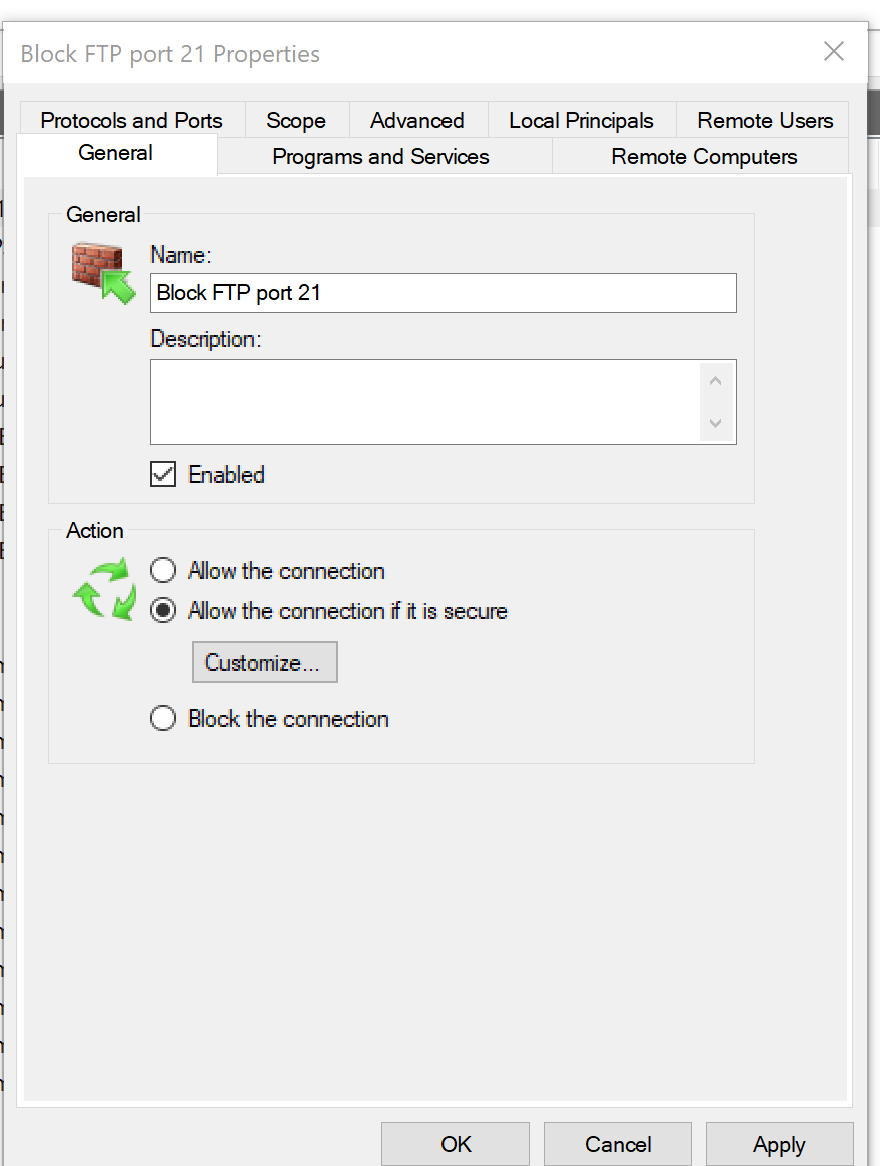 Block FTP port 21 Properties
Protocols and Ports Scope Advanced Local Principals Remote Users
General Programs and Services Remote Computers
General
Name:
Block FTP port 21
Description:
Enabled
Action
Allow the connection
Allow the connection if it is secure
Customize...
Block the connection
OK Cancel Apply